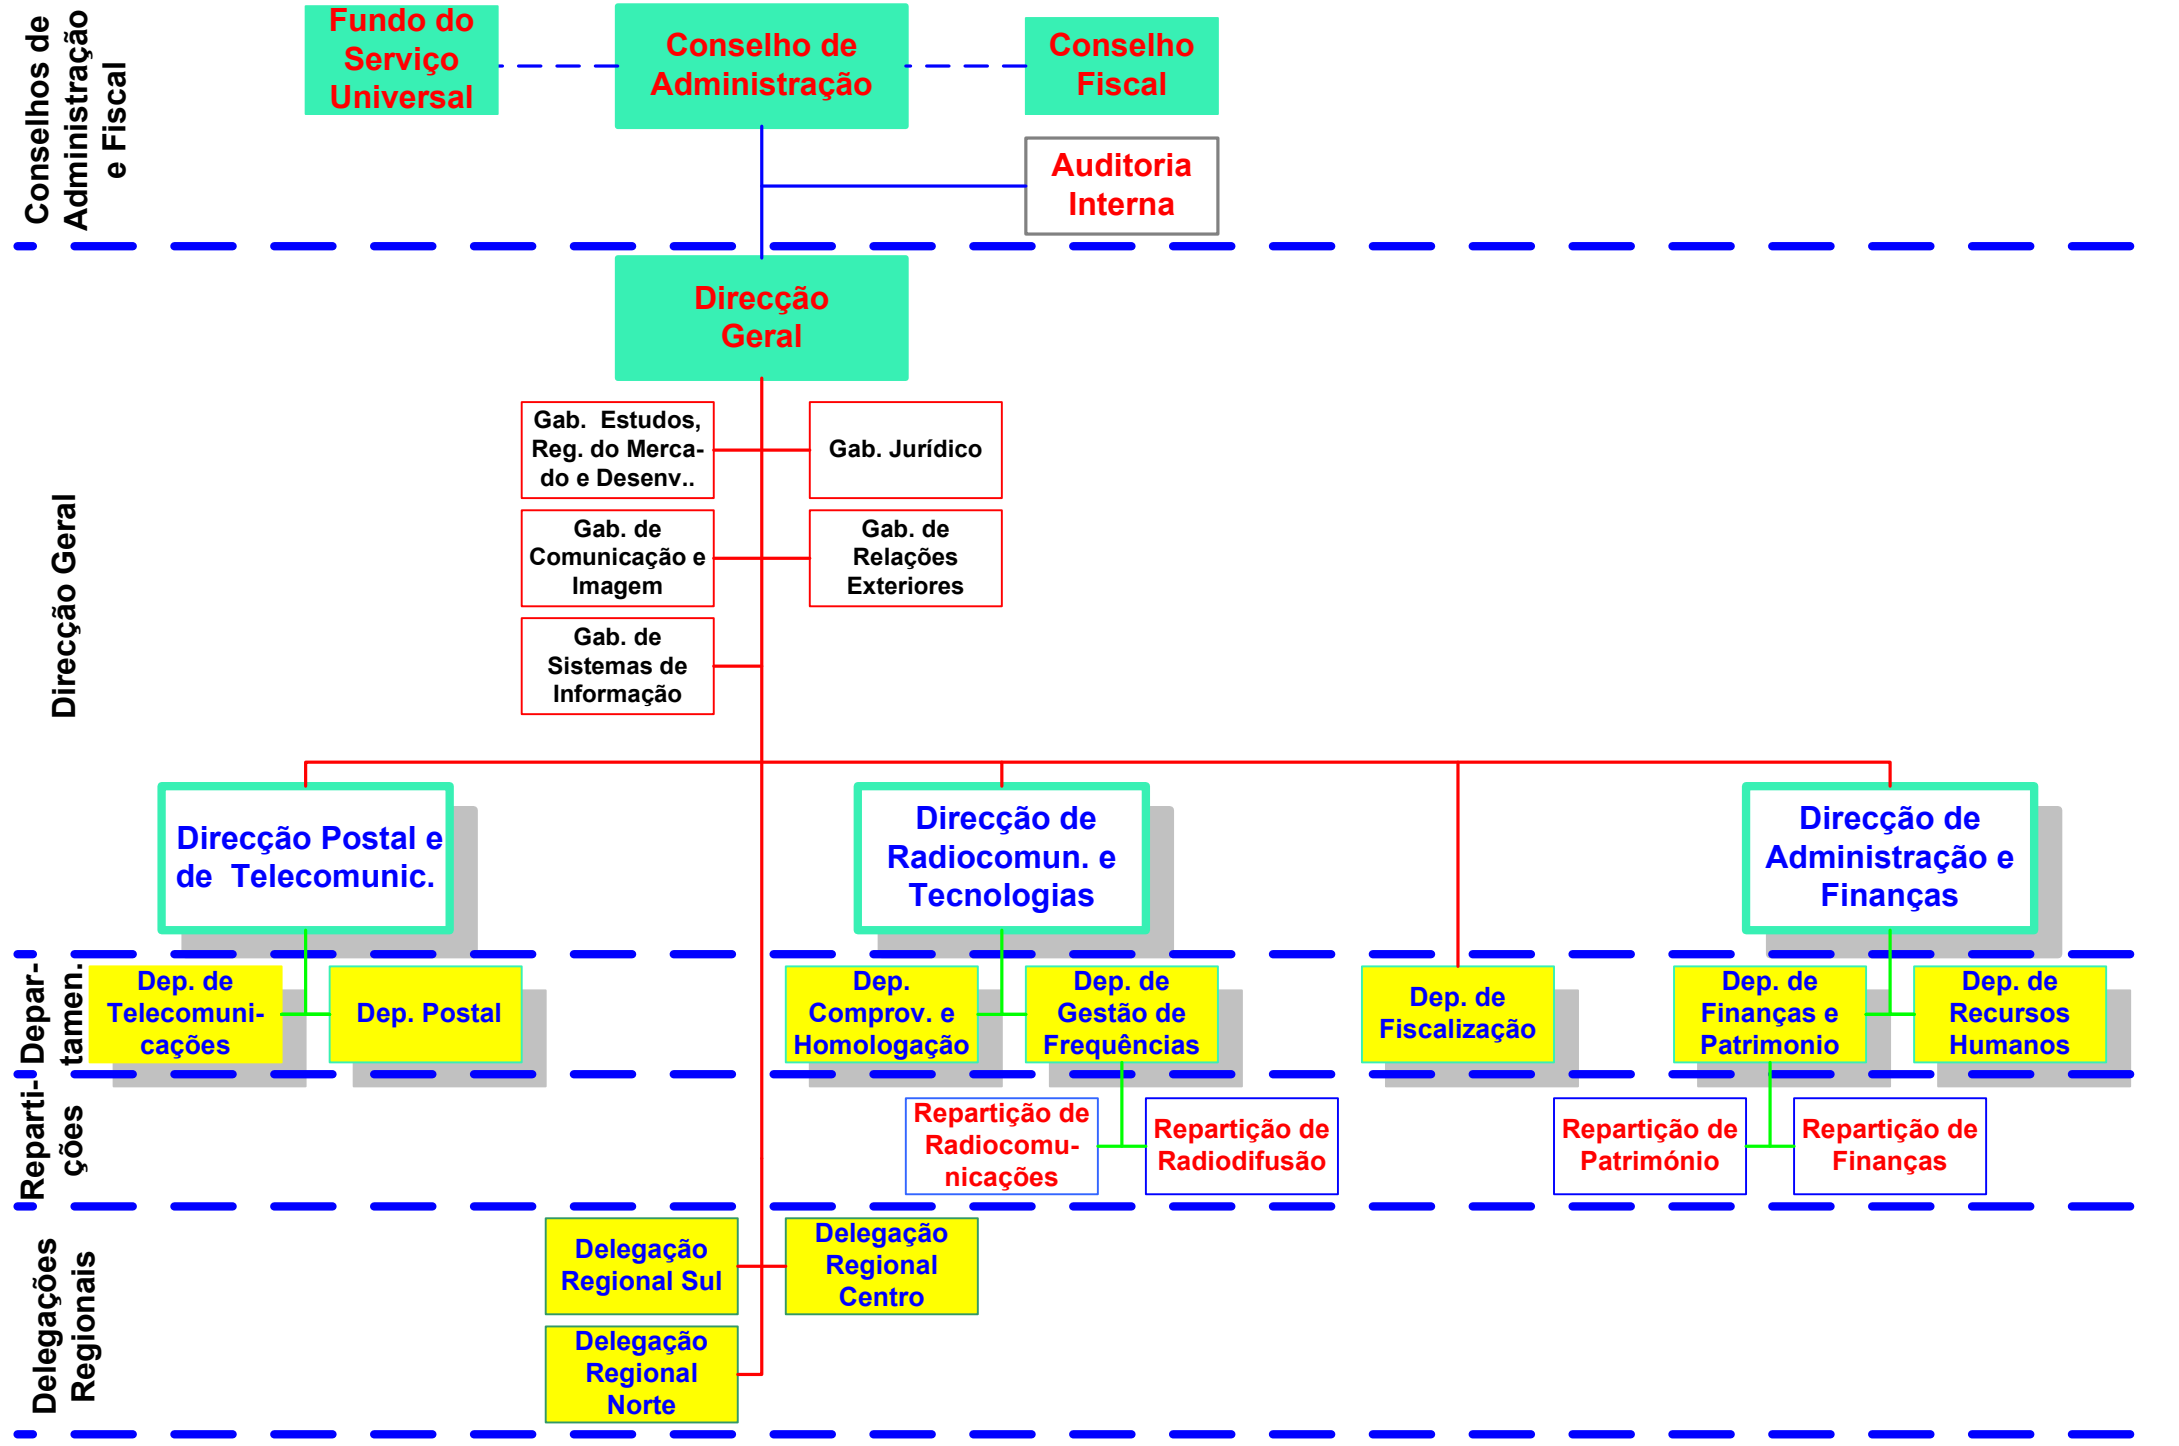 Conselhos de
Administração
e Fiscal
Fundo do
Serviço
Universal
Conselho de
Administração
Conselho
Fiscal
Auditoria
Interna
Direcção Geral
Direcção
Geral
Gab.  Estudos,
Reg. do Merca-
do e Desenv..
Gab. Jurídico
Gab. de
Comunicação e
Imagem
Gab. de
Relações
Exteriores
Gab. de
Sistemas de
Informação
Direcção Postal e
de  Telecomunic.
Direcção de
Radiocomun. e
Tecnologias
Direcção de
Administração e
Finanças
Depar-
tamen.
Dep. de
Telecomuni-
cações
Dep. Postal
Dep.
Comprov. e
Homologação
Dep. de
Gestão de
Frequências
Dep. de
Fiscalização
Dep. de
Finanças e
Patrimonio
Dep. de
Recursos
Humanos
Reparti-
ções
Repartição de
Radiocomu-
nicações
Repartição de
Radiodifusão
Repartição de
Património
Repartição de
Finanças
Delegações
Regionais
Delegação
Regional Sul
Delegação
Regional
Centro
Delegação
Regional
Norte